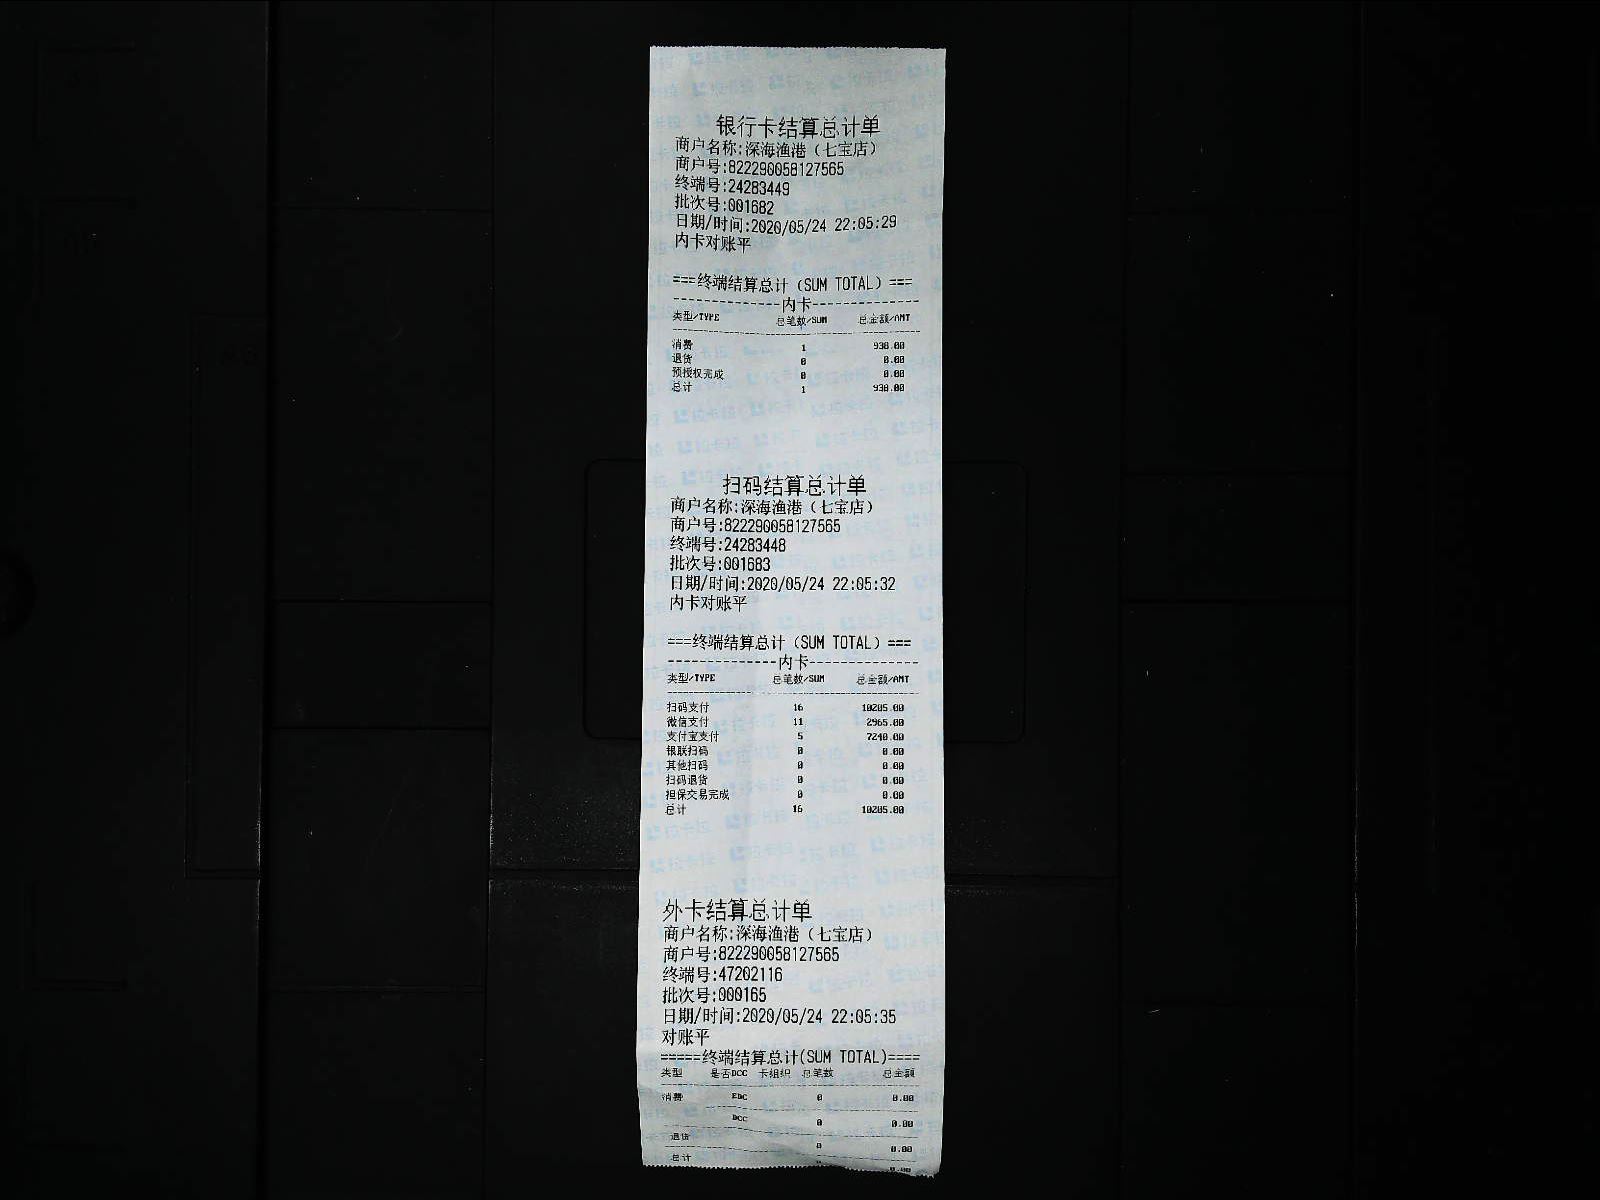 银行卡结算总计单
商户名称:深海渔港（七宝店）
商户号:822290058127565
终端号:24283449
批次号:001682
日期/时间:2020/05/24 22:05:29
内卡对账平
===终端结算总计（SUM TOTAL）===
--------------内卡--------------
类型/TYPE 总笔数/SUM 总金额/AMT
消费 1 938.00
退货 0 0.00
预授权完成 0 0.00
总计 1 938.00
扫码结算总计单
商户名称:深海渔港（七宝店）
商户号:822290058127565
终端号:24283448
批次号:001683
日期/时间:2020/05/24 22:05:32
内卡对账平
===终端结算总计（SUM TOTAL）===
--------------内卡--------------
类型/TYPE 总笔数/SUM 总金额/AMT
扫码支付 16 10205.00
微信支付 11 2965.00
支付宝支付 5 7240.00
银联扫码 0 0.00
其他扫码 0 0.00
扫码退货 0 0.00
担保交易完成 0 0.00
总计 16 10205.00
外卡结算总计单
商户名称:深海渔港（七宝店）
商户号:822290058127565
终端号:47202116
批次号:000165
日期/时间:2020/05/24 22:05:35
对账平
=====终端结算总计(SUM TOTAL)====
类型 是否DCC 卡组织 总笔数 总金额
消费 EDC 0 0.00
DCC 0 0.00
退货 0 0.00
总计 0.00